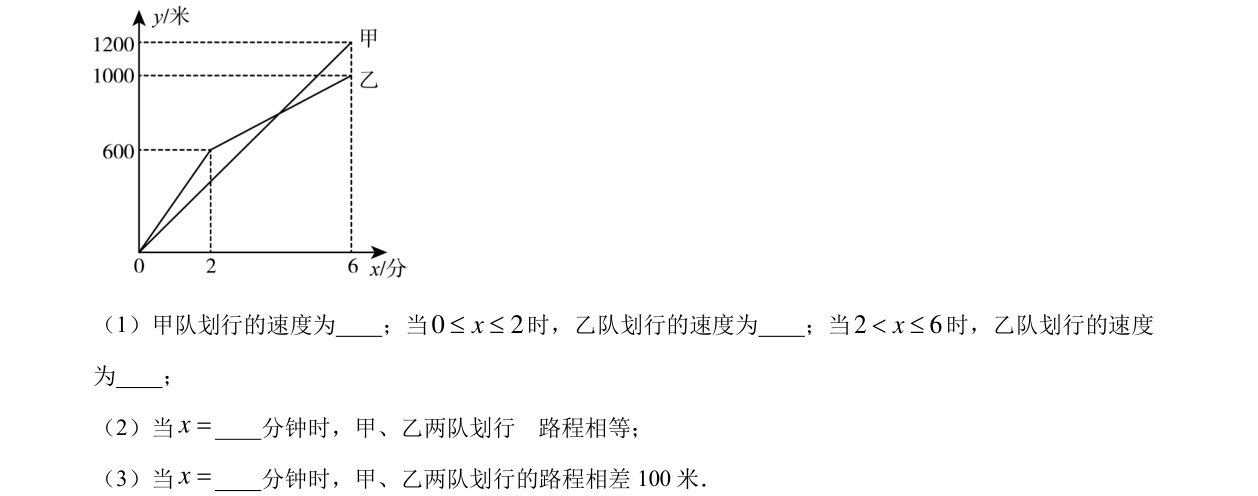 y/米
1200
甲
1000
乙
600
0
2
6
x/分
（1）甲队划行的速度为____；当0≤x≤2时，乙队划行的速度为____；当2<x≤6时，乙队划行的速度
为____；
（2）当x=____分钟时，甲、乙两队划行 路程相等；
（3）当x=____分钟时，甲、乙两队划行的路程相差100米．